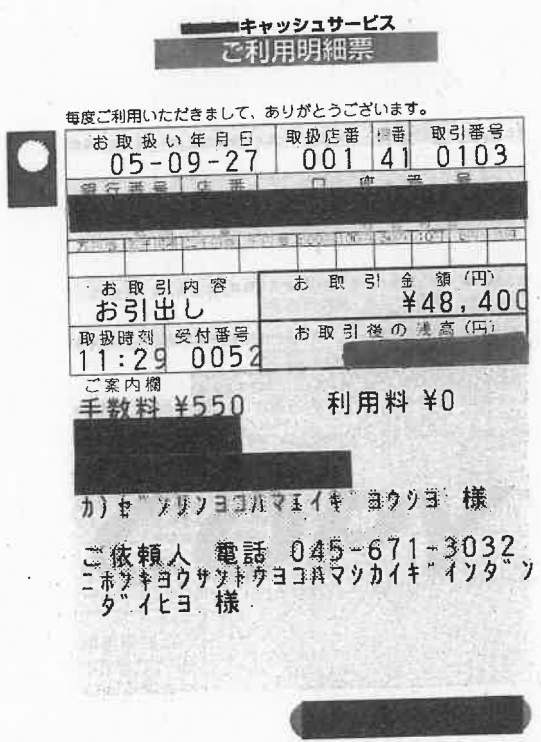 キャッシュサービス
ご利用明細票
毎度ご利用いただきまして、ありがとうございます。
お取扱い年月日 取扱店番 番 取引番号
05-09-27 001 41 0103
銀行番号 店番 口座番号
お取引内容 お取引金額(円)
お引出し ¥48,400
取扱時刻 受付番号 お取引後の残高(円)
11:29 0052
ご案内欄
手数料 ¥550 利用料 ¥0
カ)ゼンリンヨコハマエイギヨウシヨ 様
ご依頼人 電話 045-671-3032
ニホンキヨウサントウヨコハマシカイギインダン
ダイヒヨ 様